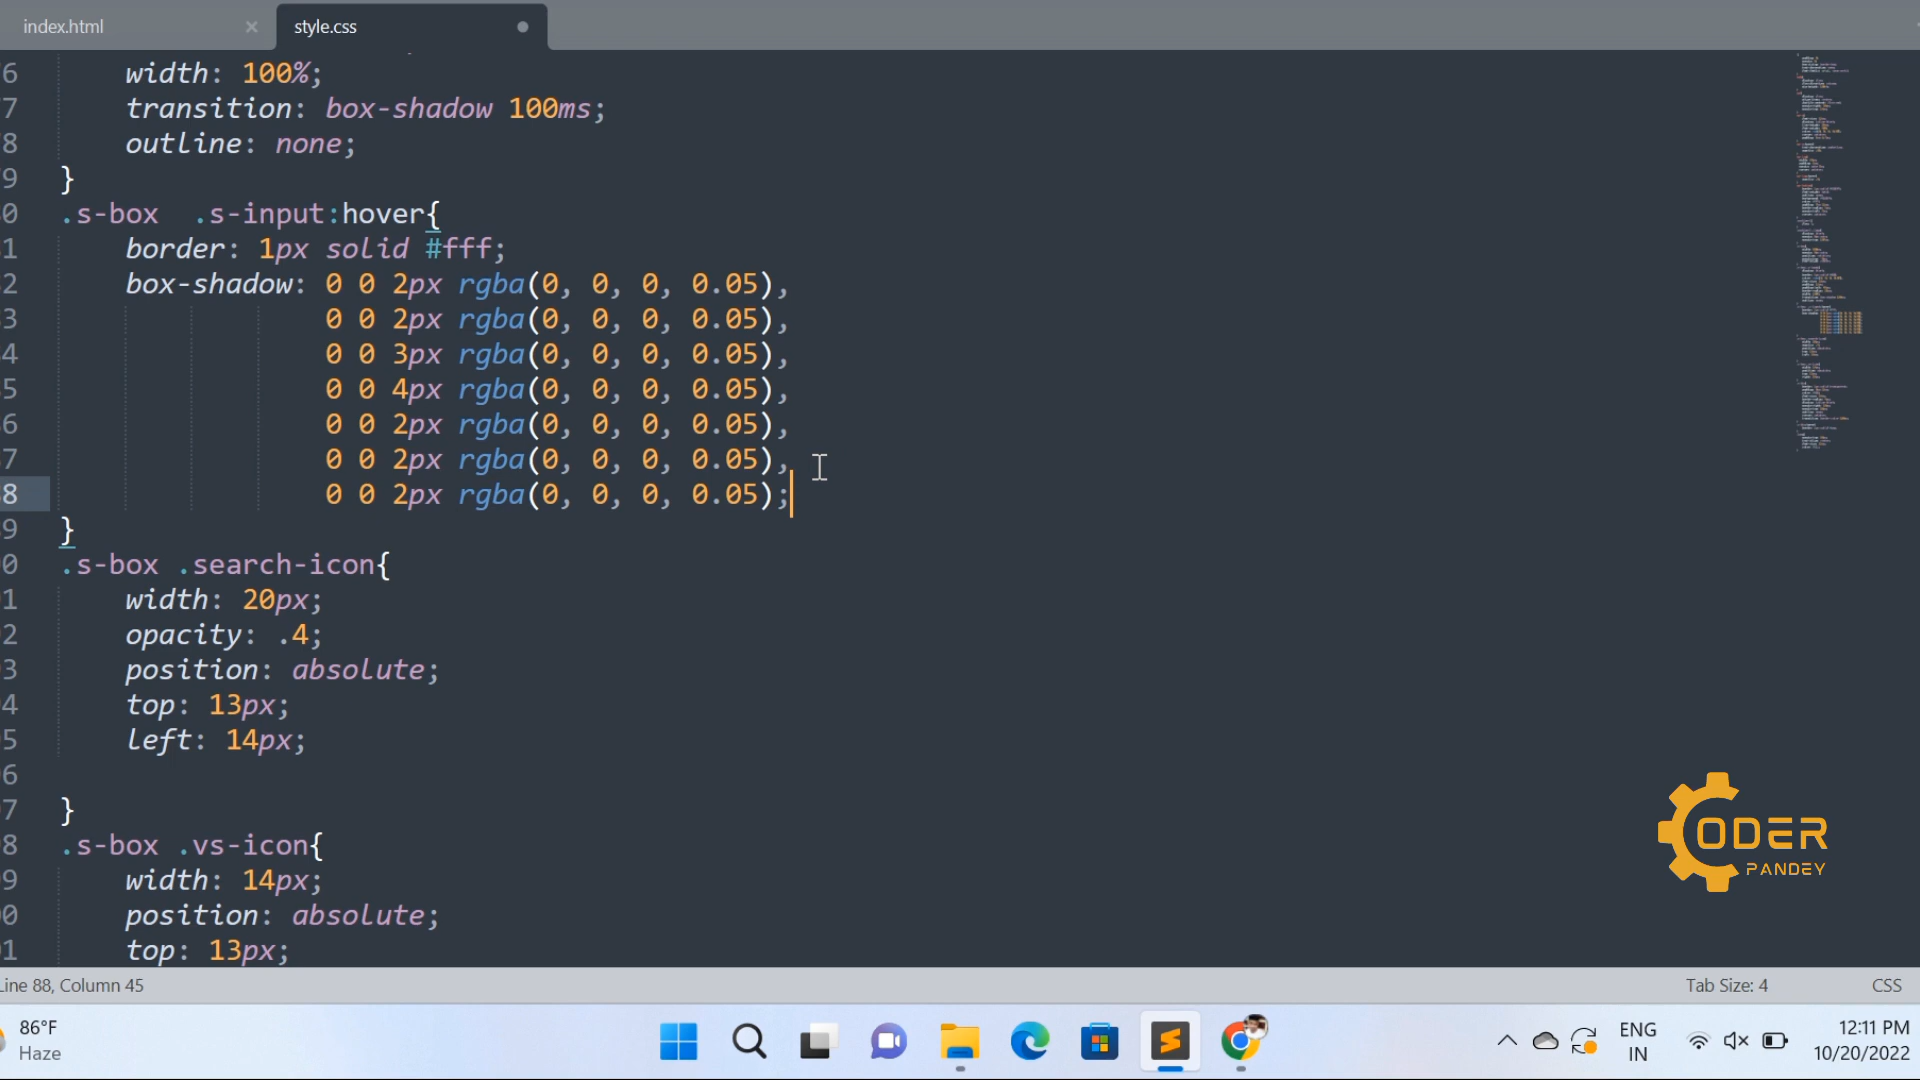 index.html
style.css
6 width: 100%;
7 transition: box-shadow 100ms;
8 outline: none;
9 }
0 .s-box  .s-input:hover{
1 border: 1px solid #fff;
2 box-shadow: 0 0 2px rgba(0, 0, 0, 0.05),
3 0 0 2px rgba(0, 0, 0, 0.05),
4 0 0 3px rgba(0, 0, 0, 0.05),
5 0 0 4px rgba(0, 0, 0, 0.05),
6 0 0 2px rgba(0, 0, 0, 0.05),
7 0 0 2px rgba(0, 0, 0, 0.05),
8 0 0 2px rgba(0, 0, 0, 0.05);
9 }
0 .s-box .search-icon{
1 width: 20px;
2 opacity: .4;
3 position: absolute;
4 top: 13px;
5 left: 14px;
6
7 }
8 .s-box .vs-icon{
9 width: 14px;
0 position: absolute;
1 top: 13px;
ODER
PANDEY
Line 88, Column 45
Tab Size: 4
CSS
86°F
Haze
ENG
IN
12:11 PM
10/20/2022